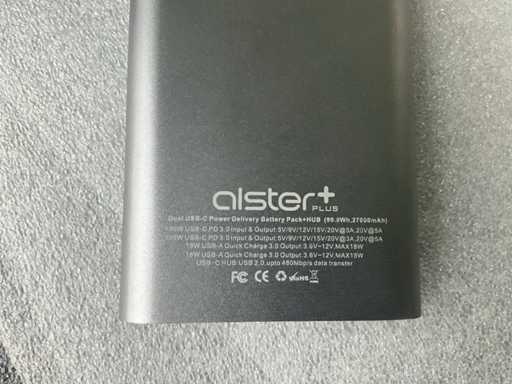 alster+
PLUS
Dual USB-C Power Delivery Battery Pack+HUB (99.9Wh,27000mAh)
100W USB-C,PD 3.0 Input & Output:5V/9V/12V/15V/20V@3A,20V@5A
100W USB-C,PD 3.0 Input & Output:5V/9V/12V/15V/20V@3A,20V@5A
18W USB-A Quick Charge 3.0 Output:3.6V~12V,MAX18W
18W USB-A Quick Charge 3.0 Output:3.6V~12V,MAX18W
USB-C HUB USB 2.0,upto 480Mbp/s data transfer
FC CE RoHS